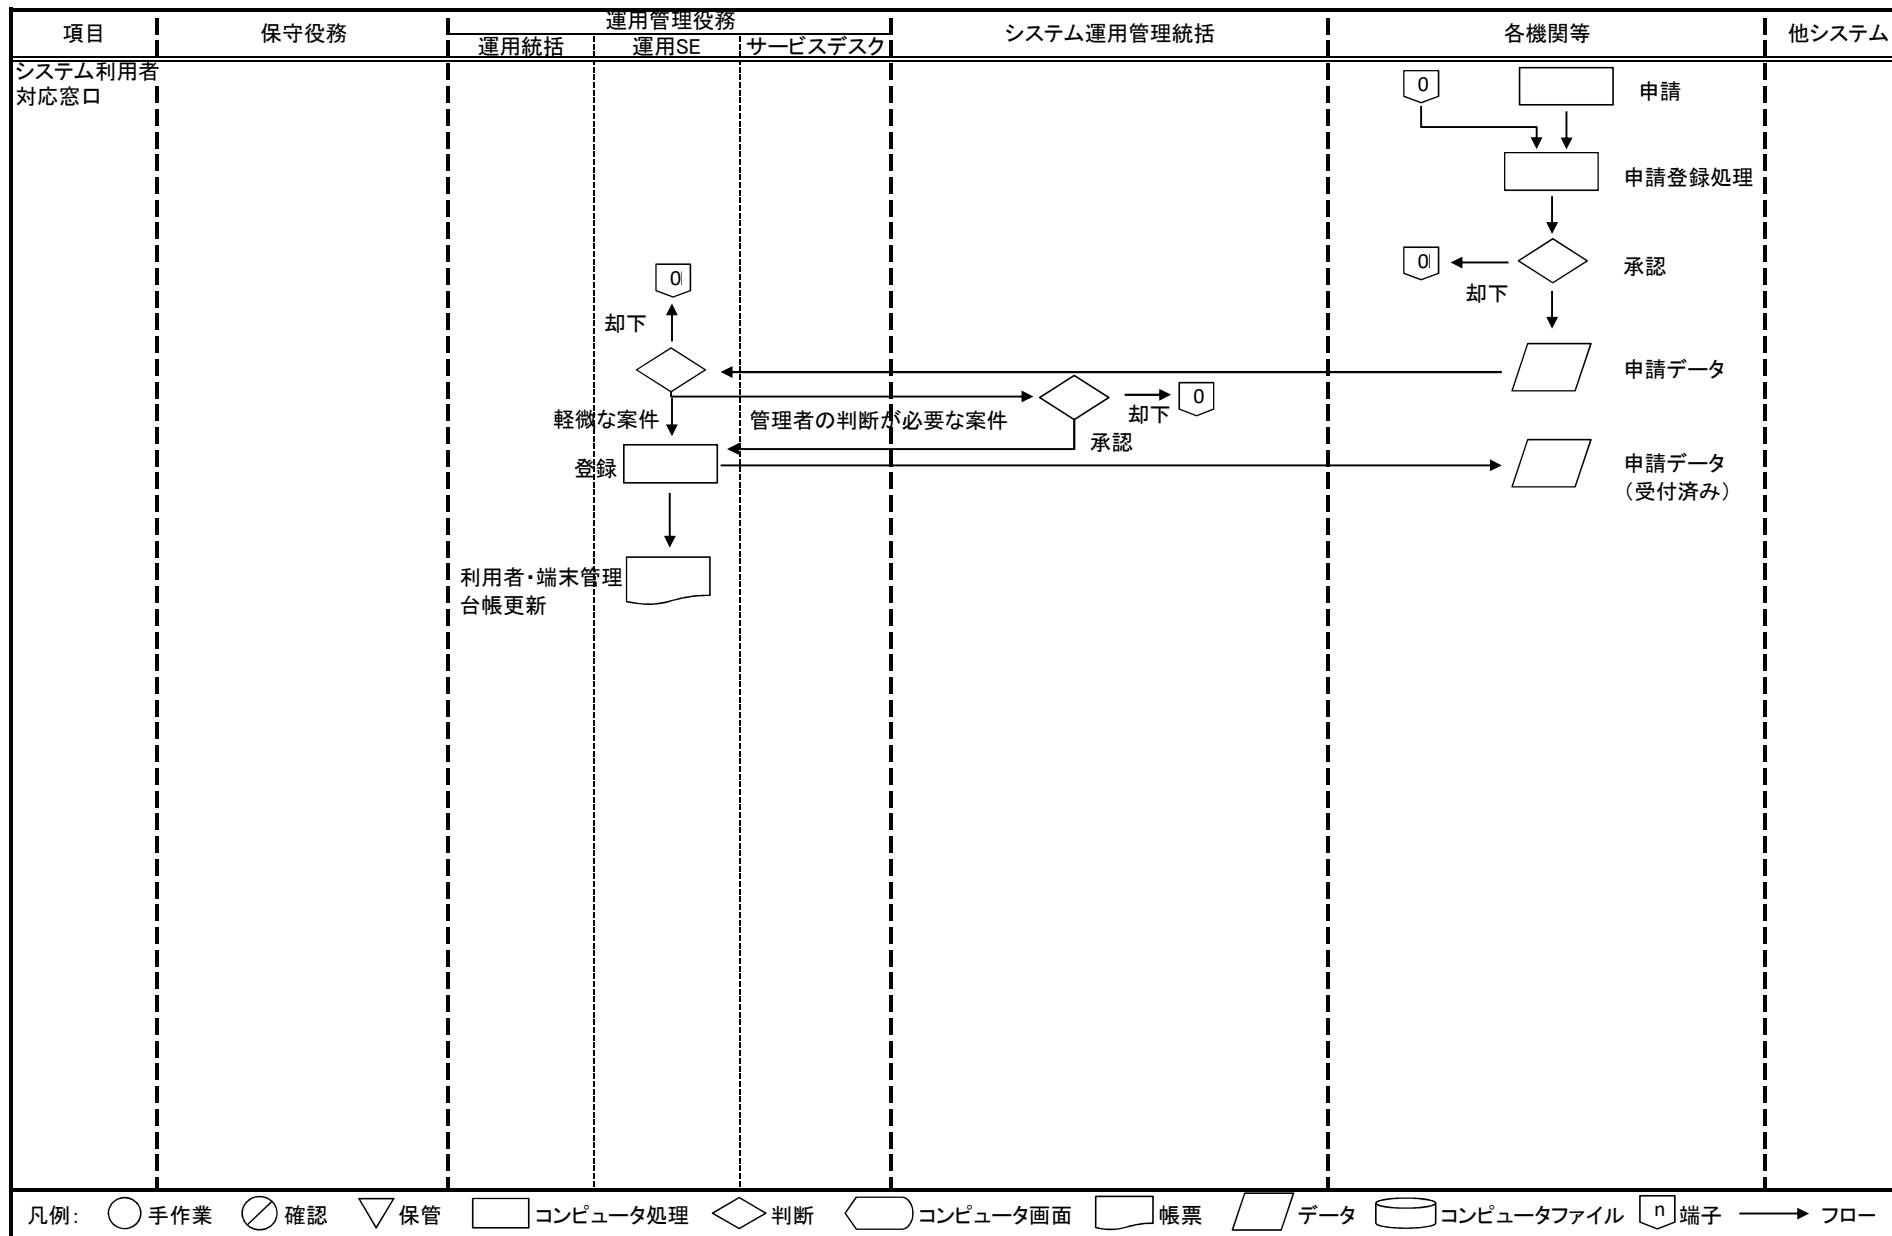 項目
保守役務
運用管理役務
運用統括
運用SE
サービスデスク
システム運用管理統括
各機関等
他システム
システム利用者
対応窓口
0
申請
申請登録処理
0
承認
却下
0
却下
申請データ
軽微な案件
管理者の判断が必要な案件
0
却下
承認
登録
申請データ
（受付済み）
利用者・端末管理
台帳更新
凡例： 手作業 確認 保管 コンピュータ処理 判断 コンピュータ画面 帳票 データ コンピュータファイル n 端子 フロー